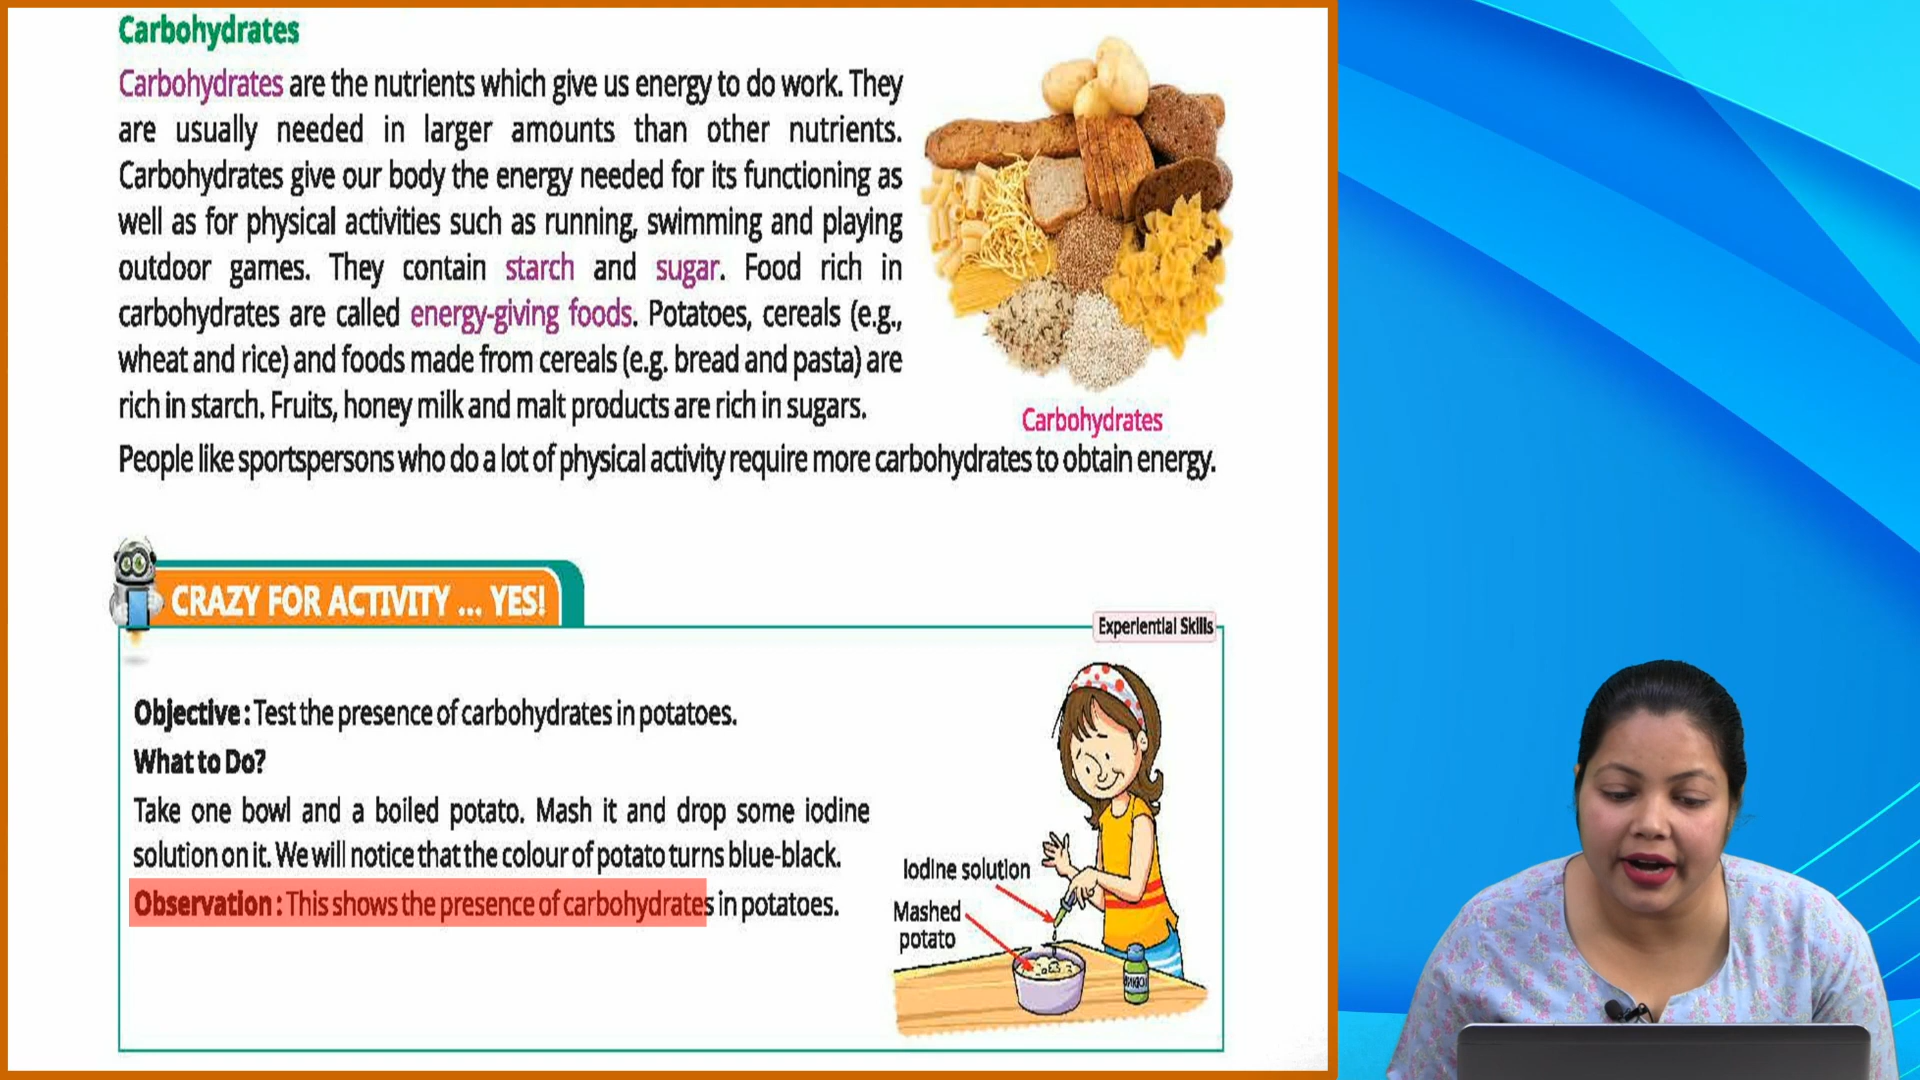 Carbohydrates
Carbohydrates are the nutrients which give us energy to do work. They
are usually needed in larger amounts than other nutrients.
Carbohydrates give our body the energy needed for its functioning as
well as for physical activities such as running, swimming and playing
outdoor games. They contain starch and sugar. Food rich in
carbohydrates are called energy-giving foods. Potatoes, cereals (e.g.,
wheat and rice) and foods made from cereals (e.g. bread and pasta) are
rich in starch. Fruits, honey milk and malt products are rich in sugars.
Carbohydrates
People like sportspersons who do a lot of physical activity require more carbohydrates to obtain energy.
CRAZY FOR ACTIVITY ... YES!
Experiential Skills
Objective : Test the presence of carbohydrates in potatoes.
What to Do?
Take one bowl and a boiled potato. Mash it and drop some iodine
solution on it. We will notice that the colour of potato turns blue-black.
Observation : This shows the presence of carbohydrates in potatoes.
Iodine solution
Mashed
potato